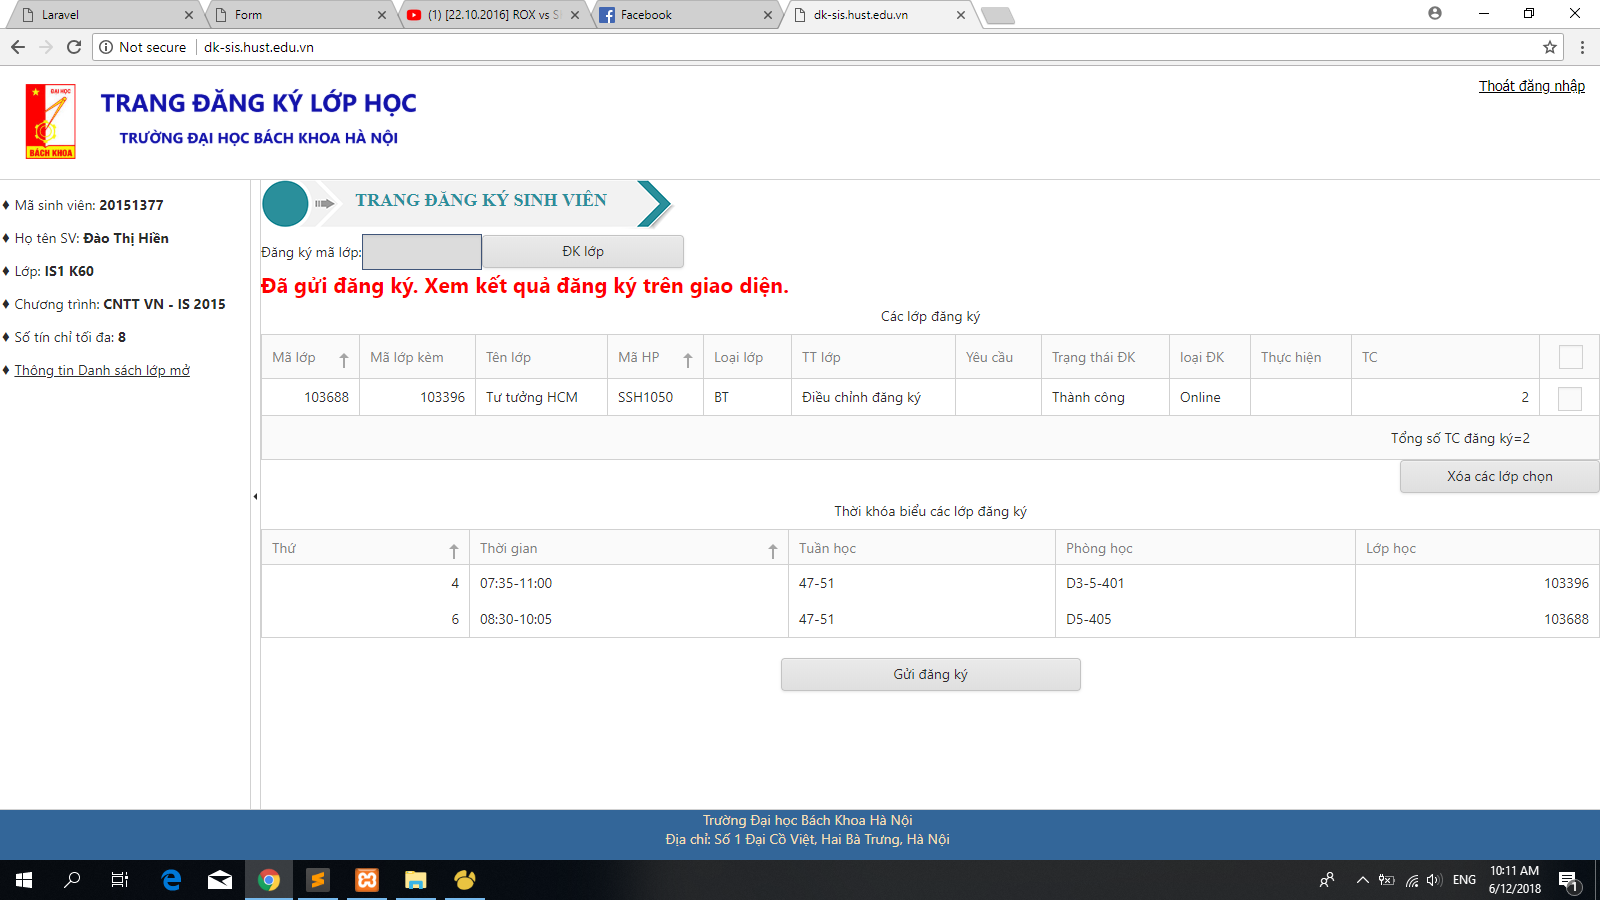 Laravel
Form
(1) [22.10.2016] ROX vs S
Facebook
dk-sis.hust.edu.vn
Not secure
dk-sis.hust.edu.vn
ĐẠI HỌC
BÁCH KHOA
TRANG ĐĂNG KÝ LỚP HỌC
TRƯỜNG ĐẠI HỌC BÁCH KHOA HÀ NỘI
Thoát đăng nhập
Mã sinh viên: 20151377
Họ tên SV: Đào Thị Hiền
Lớp: IS1 K60
Chương trình: CNTT VN - IS 2015
Số tín chỉ tối đa: 8
Thông tin Danh sách lớp mở
TRANG ĐĂNG KÝ SINH VIÊN
Đăng ký mã lớp:
ĐK lớp
Đã gửi đăng ký. Xem kết quả đăng ký trên giao diện.
Các lớp đăng ký
Mã lớp Mã lớp kèm Tên lớp Mã HP Loại lớp TT lớp Yêu cầu Trạng thái ĐK loại ĐK Thực hiện TC
103688 103396 Tư tưởng HCM SSH1050 BT Điều chỉnh đăng ký Thành công Online 2
Tổng số TC đăng ký=2
Xóa các lớp chọn
Thời khóa biểu các lớp đăng ký
Thứ Thời gian Tuần học Phòng học Lớp học
4 07:35-11:00 47-51 D3-5-401 103396
6 08:30-10:05 47-51 D5-405 103688
Gửi đăng ký
Trường Đại học Bách Khoa Hà Nội
Địa chỉ: Số 1 Đại Cồ Việt, Hai Bà Trưng, Hà Nội
ENG
10:11 AM
6/12/2018
1